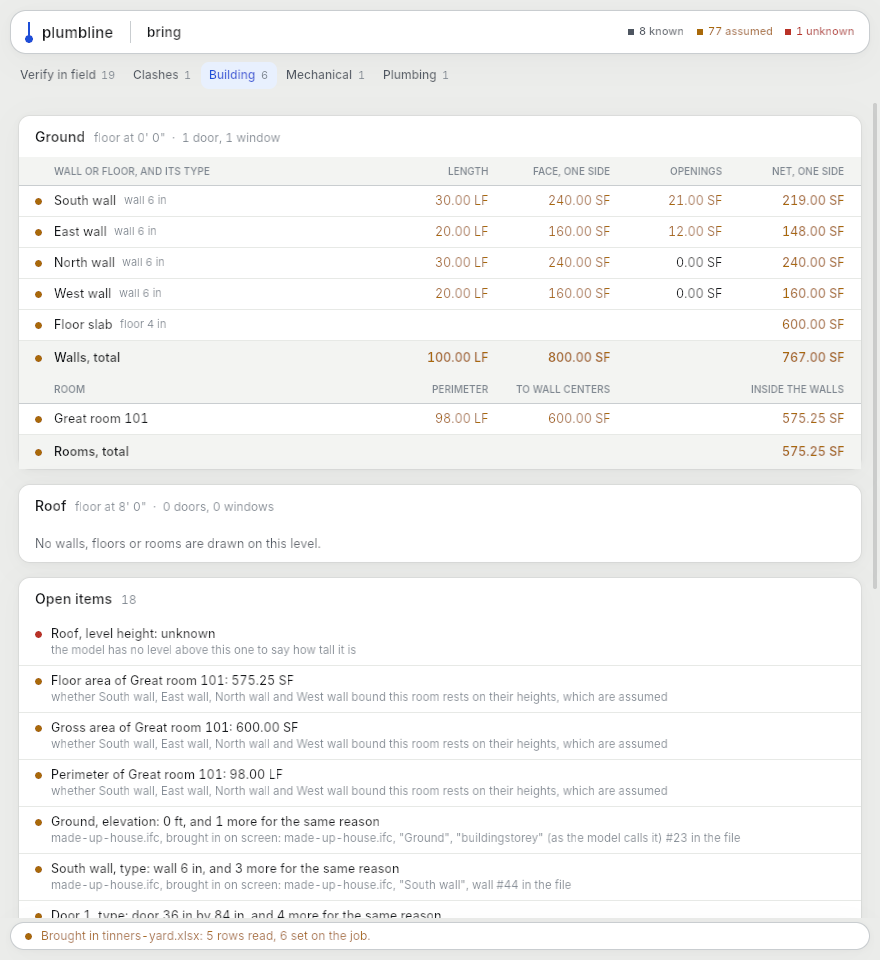 plumbline bring 8 known 77 assumed 1 unknown
Verify in field 19 Clashes 1 Building 6 Mechanical 1 Plumbing 1
Ground floor at 0' 0" · 1 door, 1 window
WALL OR FLOOR, AND ITS TYPE LENGTH FACE, ONE SIDE OPENINGS NET, ONE SIDE
South wall wall 6 in 30.00 LF 240.00 SF 21.00 SF 219.00 SF
East wall wall 6 in 20.00 LF 160.00 SF 12.00 SF 148.00 SF
North wall wall 6 in 30.00 LF 240.00 SF 0.00 SF 240.00 SF
West wall wall 6 in 20.00 LF 160.00 SF 0.00 SF 160.00 SF
Floor slab floor 4 in 600.00 SF
Walls, total 100.00 LF 800.00 SF 767.00 SF
ROOM PERIMETER TO WALL CENTERS INSIDE THE WALLS
Great room 101 98.00 LF 600.00 SF 575.25 SF
Rooms, total 575.25 SF
Roof floor at 8' 0" · 0 doors, 0 windows
No walls, floors or rooms are drawn on this level.
Open items 18
Roof, level height: unknown
the model has no level above this one to say how tall it is
Floor area of Great room 101: 575.25 SF
whether South wall, East wall, North wall and West wall bound this room rests on their heights, which are assumed
Gross area of Great room 101: 600.00 SF
whether South wall, East wall, North wall and West wall bound this room rests on their heights, which are assumed
Perimeter of Great room 101: 98.00 LF
whether South wall, East wall, North wall and West wall bound this room rests on their heights, which are assumed
Ground, elevation: 0 ft, and 1 more for the same reason
made-up-house.ifc, brought in on screen: made-up-house.ifc, "Ground", "buildingstorey" (as the model calls it) #23 in the file
South wall, type: wall 6 in, and 3 more for the same reason
made-up-house.ifc, brought in on screen: made-up-house.ifc, "South wall", wall #44 in the file
Door 1, type: door 36 in by 84 in, and 4 more for the same reason
Brought in tinners-yard.xlsx: 5 rows read, 6 set on the job.